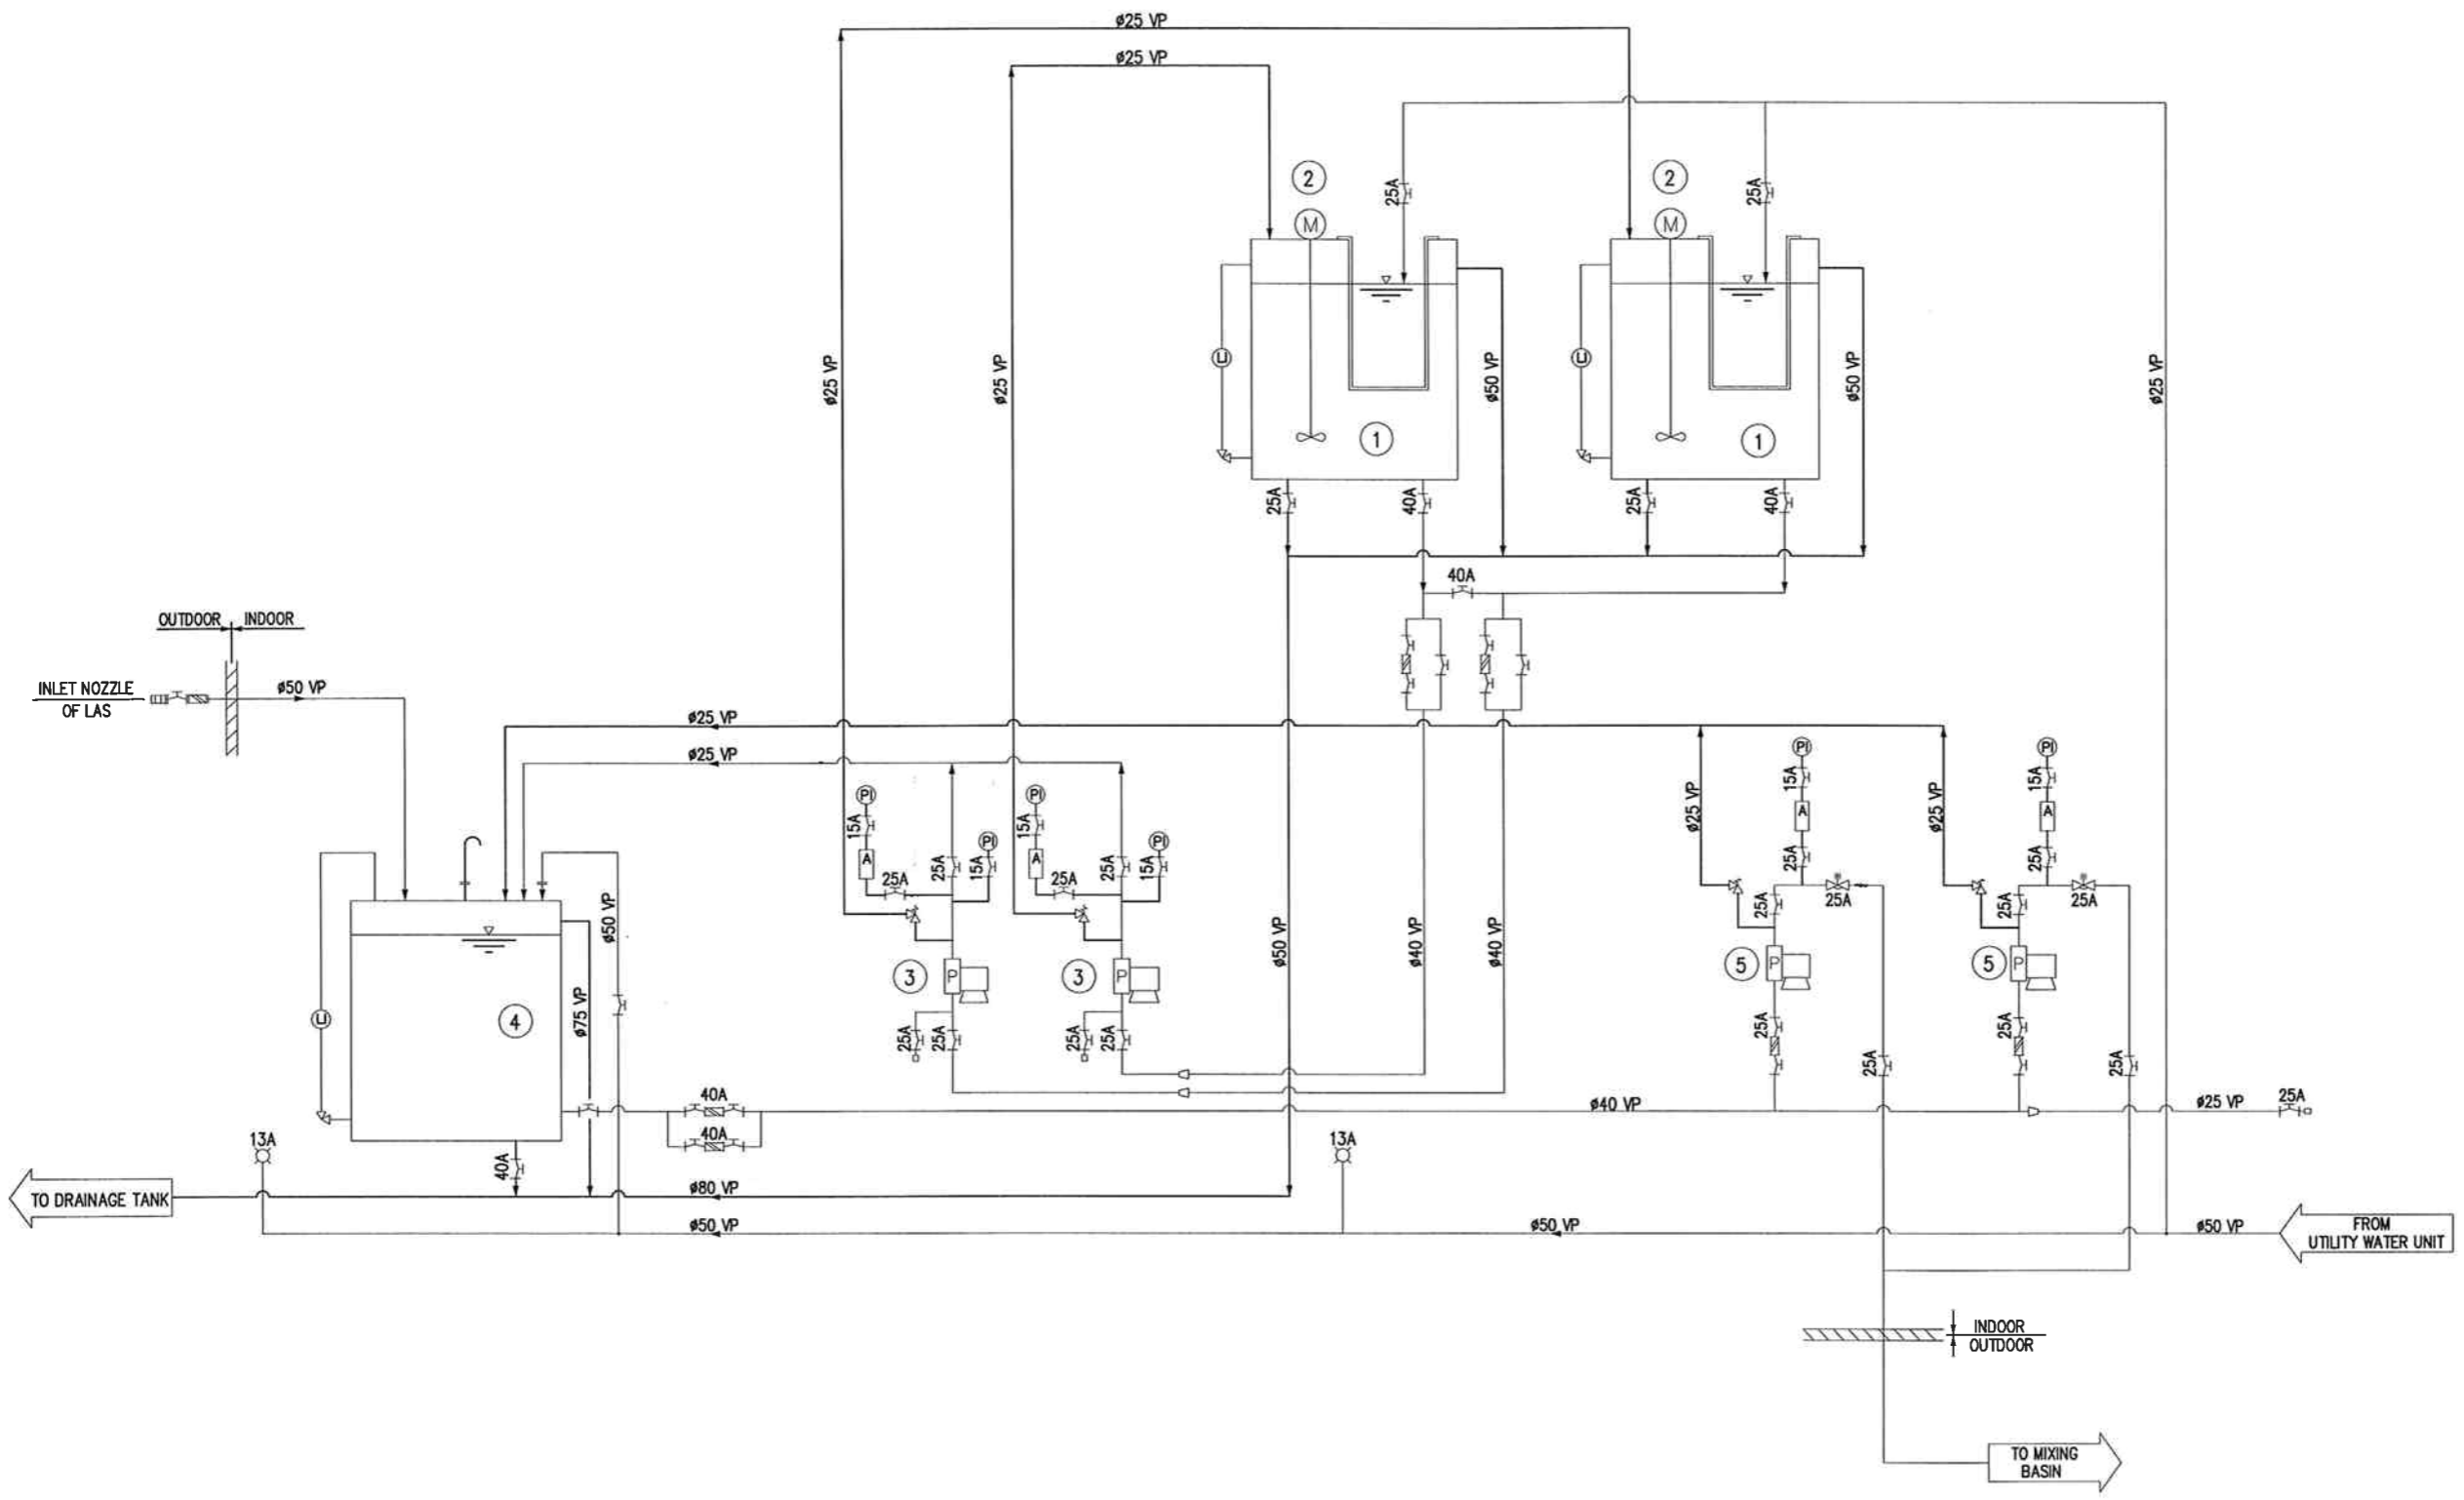 ø25 VP
ø25 VP
2
2
25A
25A
M
M
ø25 VP
ø25 VP
LI
ø50 VP
LI
ø50 VP
ø25 VP
1
1
25A
40A
25A
40A
40A
OUTDOOR
INDOOR
INLET NOZZLE
OF LAS
ø50 VP
ø25 VP
ø25 VP
PI
PI
PI
PI
15A
15A
15A
15A
A
A
ø25 VP
ø25 VP
PI
PI
15A
15A
A
A
25A
25A
25A
25A
25A
25A
25A
25A
25A
25A
ø50 VP
ø50 VP
ø40 VP
ø40 VP
3
P
3
P
5
P
5
P
LI
4
ø75 VP
25A
25A
25A
25A
25A
25A
25A
25A
40A
40A
ø40 VP
ø25 VP
25A
13A
13A
40A
TO DRAINAGE TANK
ø80 VP
ø50 VP
ø50 VP
ø50 VP
FROM
UTILITY WATER UNIT
INDOOR
OUTDOOR
TO MIXING
BASIN